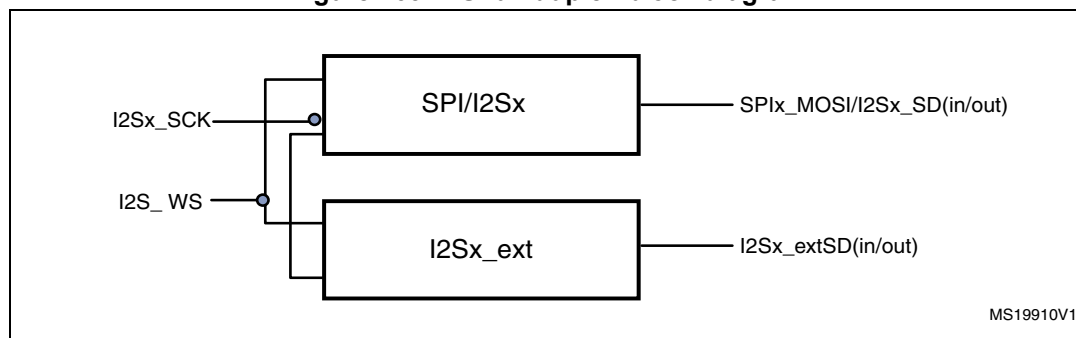 SPI/I2Sx
SPIx_MOSI/I2Sx_SD(in/out)
I2Sx_SCK
I2S_ WS
I2Sx_ext
I2Sx_extSD(in/out)
MS19910V1